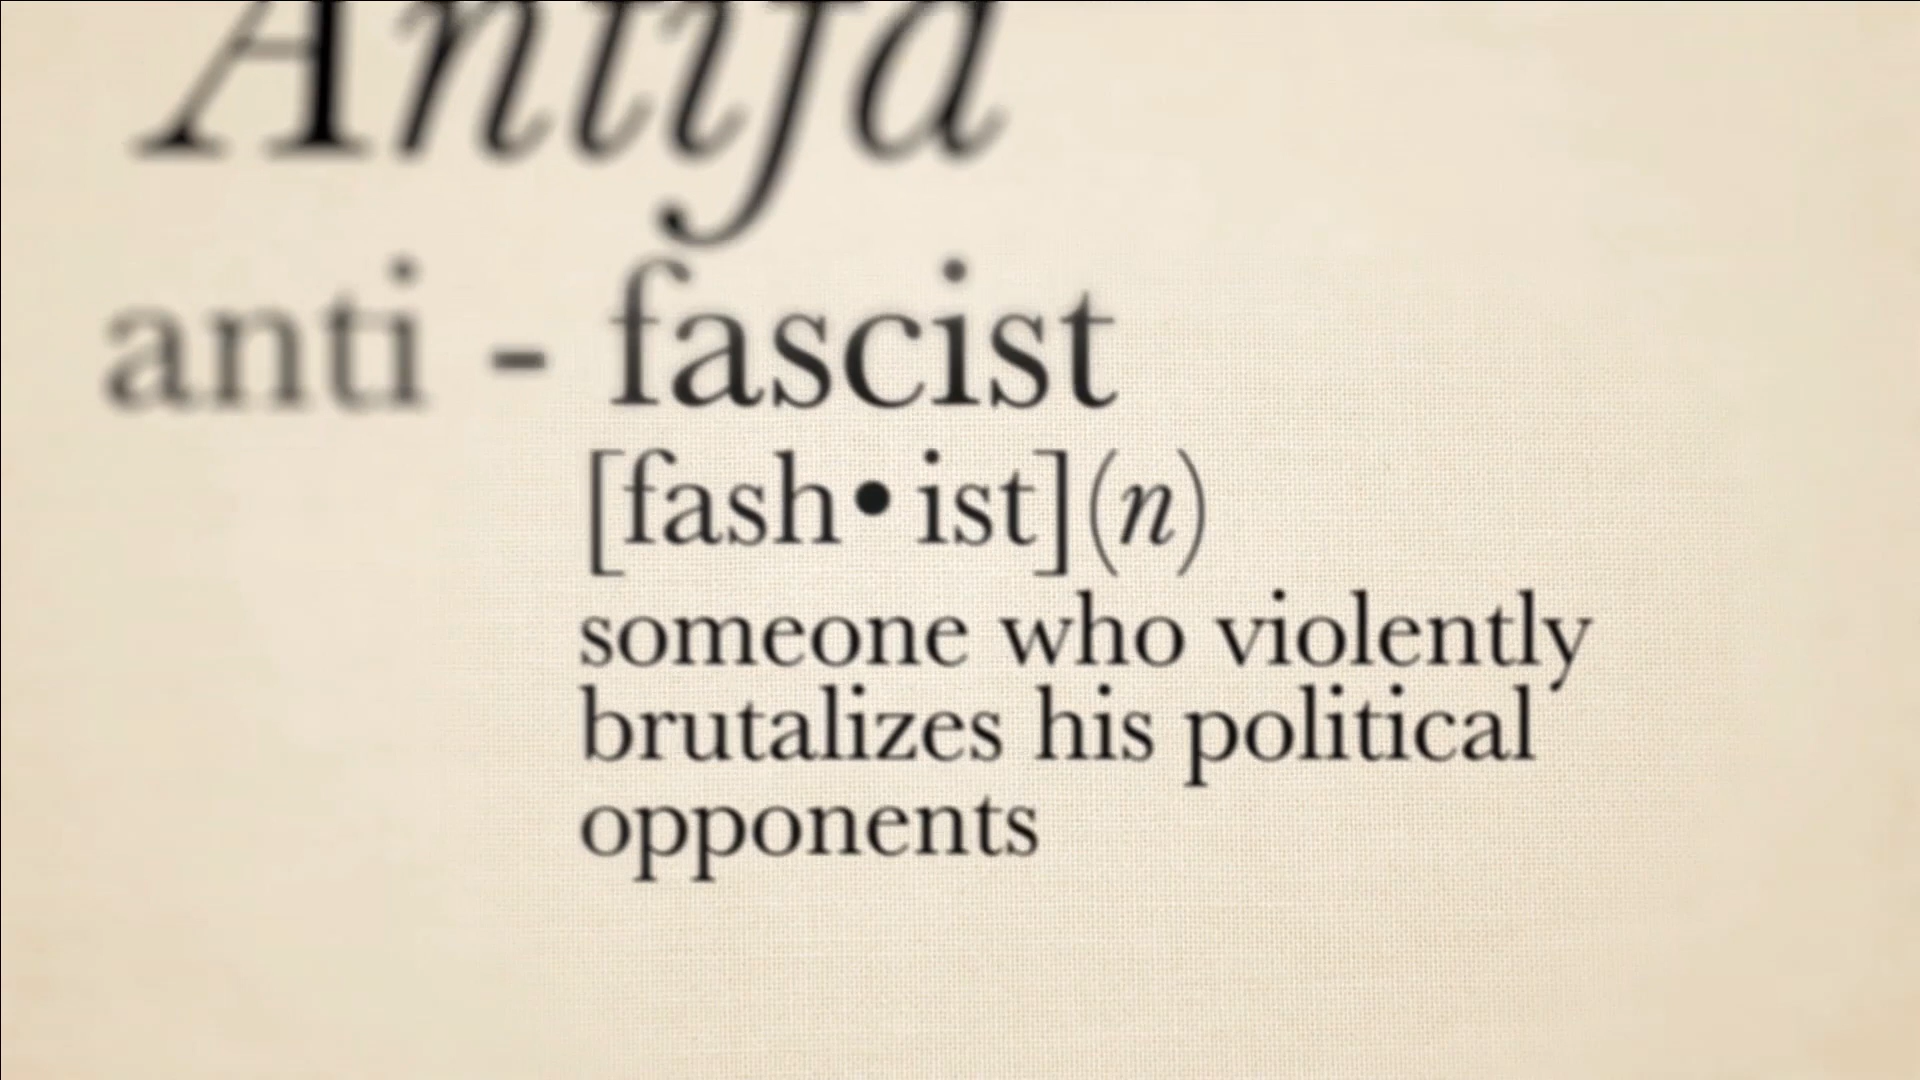 Antifa
anti - fascist
[fash• ist](n)
someone who violently
brutalizes his political
opponents